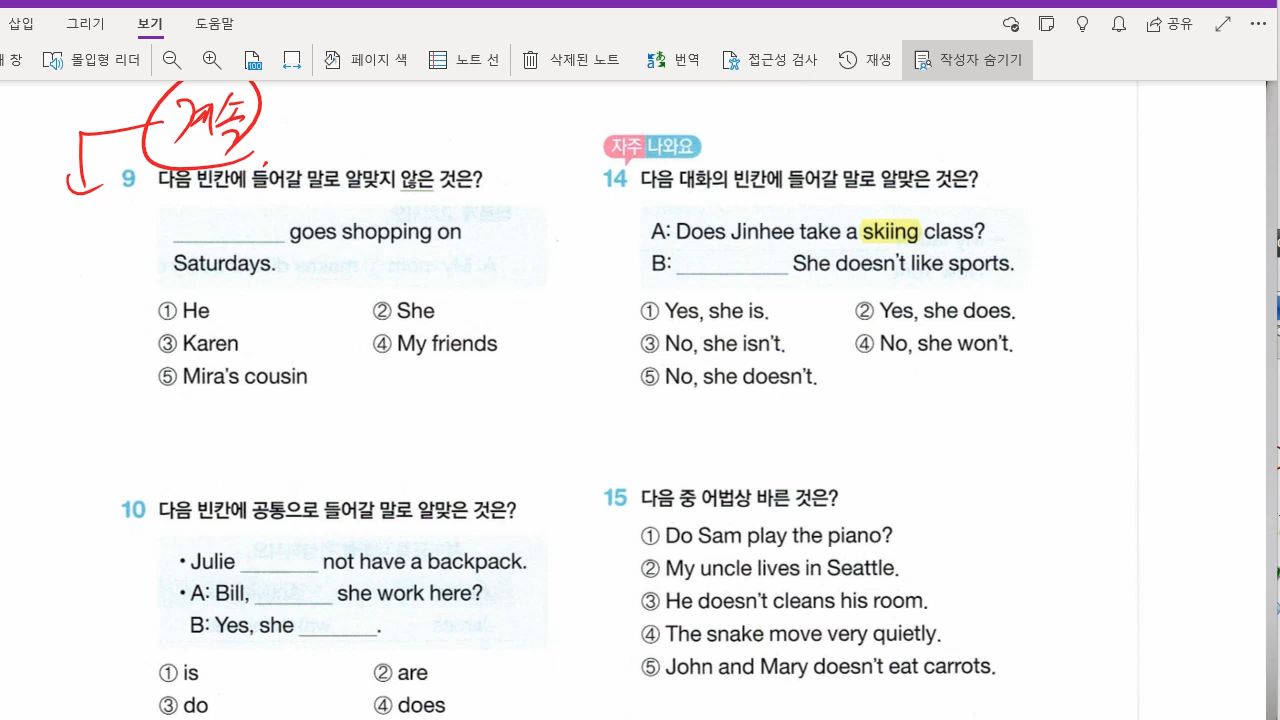 삽입 그리기 보기 도움말 공유
창 몰입형 리더 100 페이지 색 노트 선 삭제된 노트 번역 접근성 검사 재생 작성자 숨기기
계속
9 다음 빈칸에 들어갈 말로 알맞지 않은 것은?
__________ goes shopping on
Saturdays.
① He ② She
③ Karen ④ My friends
⑤ Mira's cousin
10 다음 빈칸에 공통으로 들어갈 말로 알맞은 것은?
• Julie _______ not have a backpack.
• A: Bill, _______ she work here?
B: Yes, she _______.
① is ② are
③ do ④ does
자주 나와요
14 다음 대화의 빈칸에 들어갈 말로 알맞은 것은?
A: Does Jinhee take a skiing class?
B: __________ She doesn't like sports.
① Yes, she is. ② Yes, she does.
③ No, she isn't. ④ No, she won't.
⑤ No, she doesn't.
15 다음 중 어법상 바른 것은?
① Do Sam play the piano?
② My uncle lives in Seattle.
③ He doesn't cleans his room.
④ The snake move very quietly.
⑤ John and Mary doesn't eat carrots.